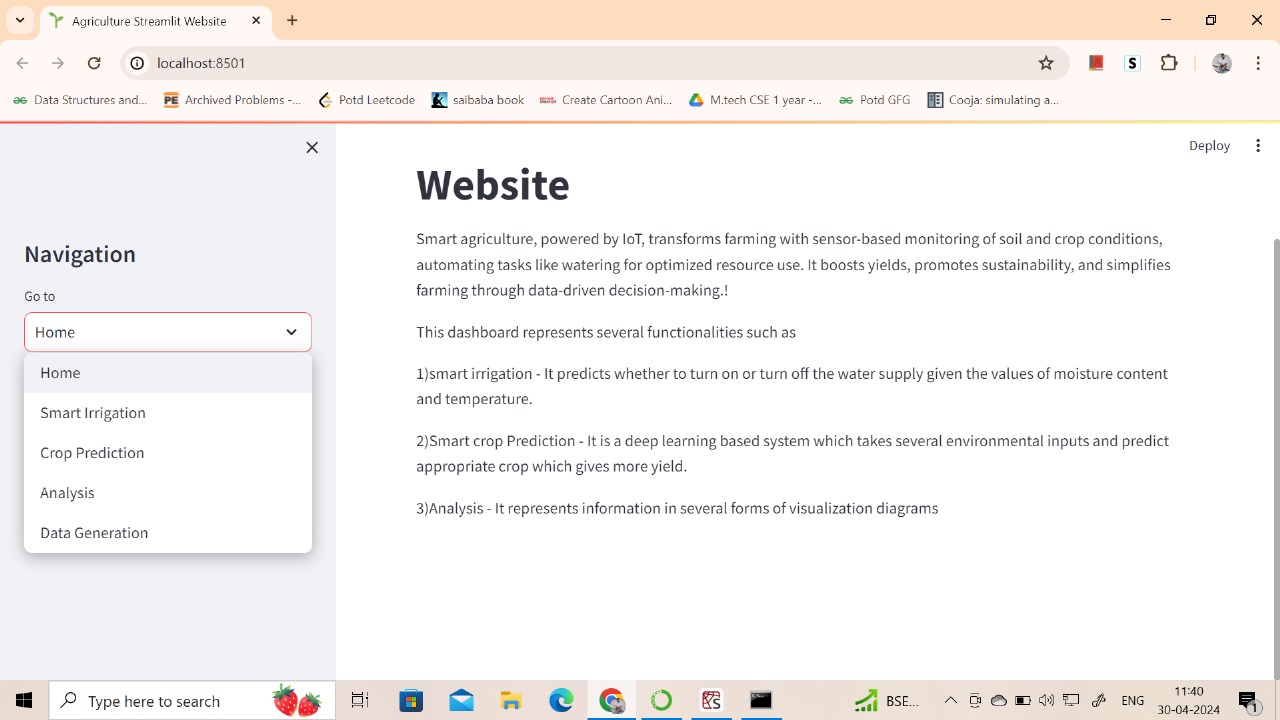 Agriculture Streamlit Website
localhost:8501
Data Structures and...
Archived Problems -...
Potd Leetcode
saibaba book
Create Cartoon Ani...
M.tech CSE 1 year -...
Potd GFG
Cooja: simulating a...
Deploy
Navigation
Go to
Home
Home
Smart Irrigation
Crop Prediction
Analysis
Data Generation
Website
Smart agriculture, powered by IoT, transforms farming with sensor-based monitoring of soil and crop conditions,
automating tasks like watering for optimized resource use. It boosts yields, promotes sustainability, and simplifies
farming through data-driven decision-making.!
This dashboard represents several functionalities such as
1)smart irrigation - It predicts whether to turn on or turn off the water supply given the values of moisture content
and temperature.
2)Smart crop Prediction - It is a deep learning based system which takes several environmental inputs and predict
appropriate crop which gives more yield.
3)Analysis - It represents information in several forms of visualization diagrams
Type here to search
BSE...
ENG
11:40
30-04-2024
1